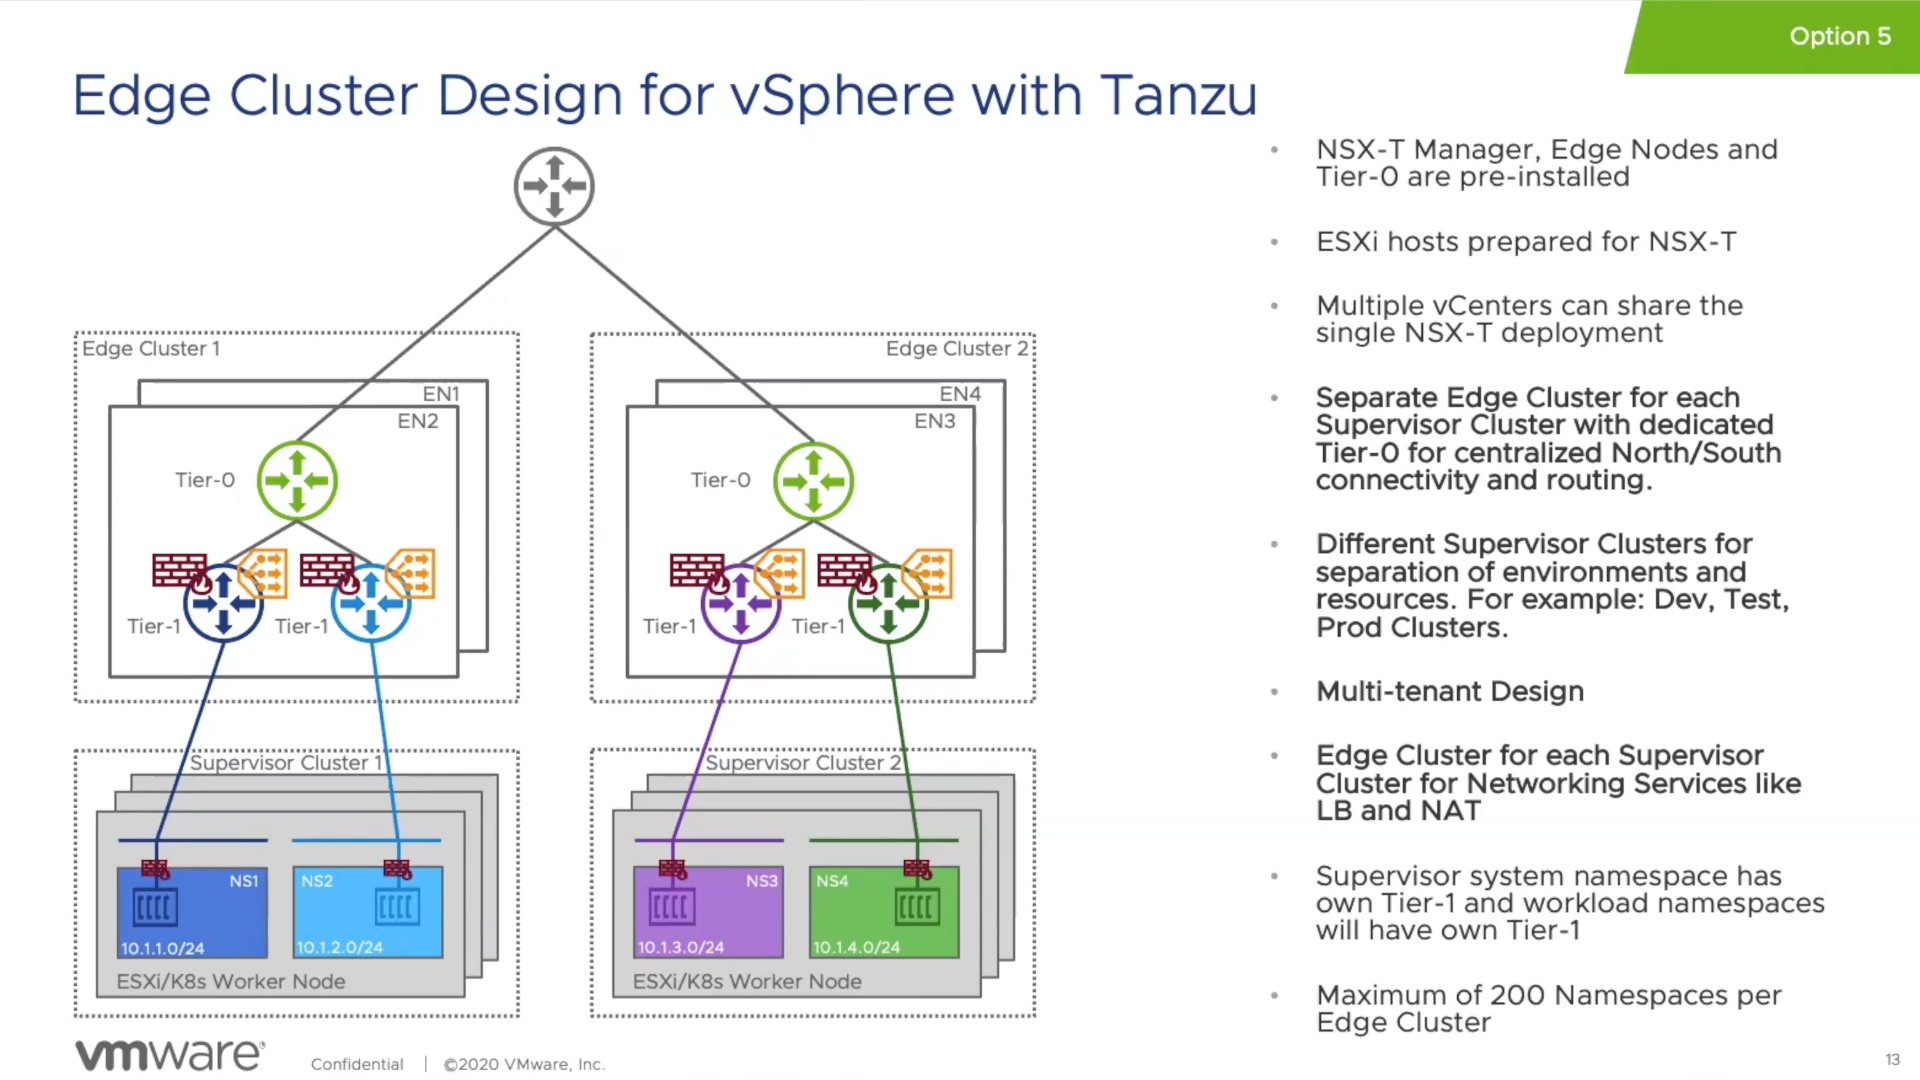 Option 5
Edge Cluster Design for vSphere with Tanzu
Edge Cluster 1
EN1
EN2
Tier-0
Tier-1
Tier-1
Edge Cluster 2
EN4
EN3
Tier-0
Tier-1
Tier-1
Supervisor Cluster 1
NS1
NS2
10.1.1.0/24
10.1.2.0/24
ESXi/K8s Worker Node
Supervisor Cluster 2
NS3
NS4
10.1.3.0/24
10.1.4.0/24
ESXi/K8s Worker Node
• NSX-T Manager, Edge Nodes and
Tier-0 are pre-installed
• ESXi hosts prepared for NSX-T
• Multiple vCenters can share the
single NSX-T deployment
• Separate Edge Cluster for each
Supervisor Cluster with dedicated
Tier-0 for centralized North/South
connectivity and routing.
• Different Supervisor Clusters for
separation of environments and
resources. For example: Dev, Test,
Prod Clusters.
• Multi-tenant Design
• Edge Cluster for each Supervisor
Cluster for Networking Services like
LB and NAT
• Supervisor system namespace has
own Tier-1 and workload namespaces
will have own Tier-1
• Maximum of 200 Namespaces per
Edge Cluster
vmware®
Confidential | ©2020 VMware, Inc.
13